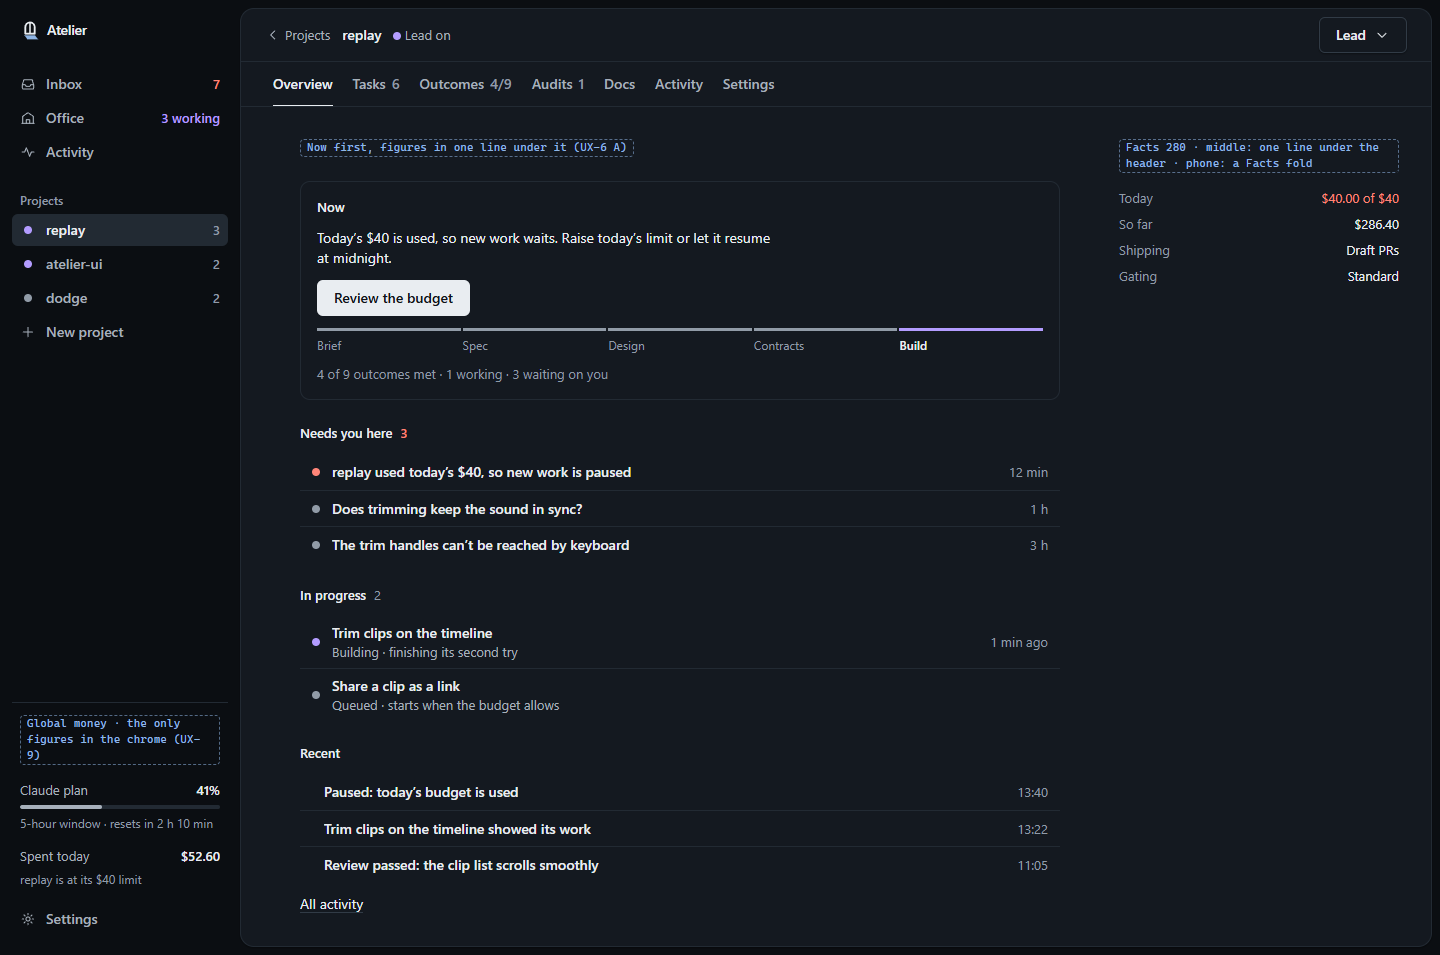 Atelier
Inbox 7
Office 3 working
Activity
Projects
replay 3
atelier-ui 2
dodge 2
New project
Global money · the only
figures in the chrome (UX-
9)
Claude plan 41%
5-hour window · resets in 2 h 10 min
Spent today $52.60
replay is at its $40 limit
Settings
Projects replay Lead on
Lead
Overview Tasks 6 Outcomes 4/9 Audits 1 Docs Activity Settings
Now first, figures in one line under it (UX-6 A)
Now
Today’s $40 is used, so new work waits. Raise today’s limit or let it resume
at midnight.
Review the budget
Brief Spec Design Contracts Build
4 of 9 outcomes met · 1 working · 3 waiting on you
Needs you here 3
replay used today’s $40, so new work is paused 12 min
Does trimming keep the sound in sync? 1 h
The trim handles can’t be reached by keyboard 3 h
In progress 2
Trim clips on the timeline 1 min ago
Building · finishing its second try
Share a clip as a link
Queued · starts when the budget allows
Recent
Paused: today’s budget is used 13:40
Trim clips on the timeline showed its work 13:22
Review passed: the clip list scrolls smoothly 11:05
All activity
Facts 280 · middle: one line under the
header · phone: a Facts fold
Today $40.00 of $40
So far $286.40
Shipping Draft PRs
Gating Standard